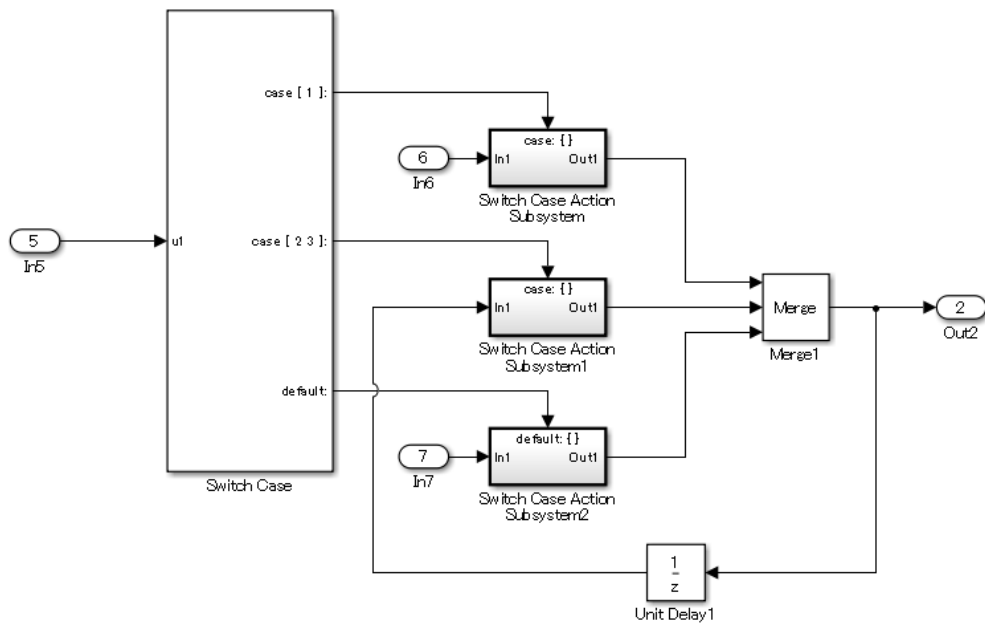 case [ 1 ]:
case: { }
6
In1
Out1
In6
Switch Case Action
Subsystem
5
u1
case [ 2 3 ]:
In5
case: { }
In1
Out1
Merge
2
Switch Case Action
Subsystem1
Merge1
Out2
default:
default: { }
7
In1
Out1
In7
Switch Case
Switch Case Action
Subsystem2
1
z
Unit Delay1